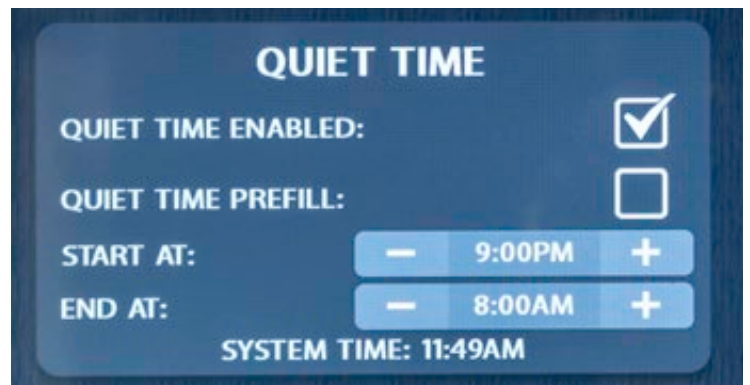 QUIET TIME
QUIET TIME ENABLED:
QUIET TIME PREFILL:
START AT: − 9:00PM +
END AT: − 8:00AM +
SYSTEM TIME: 11:49AM